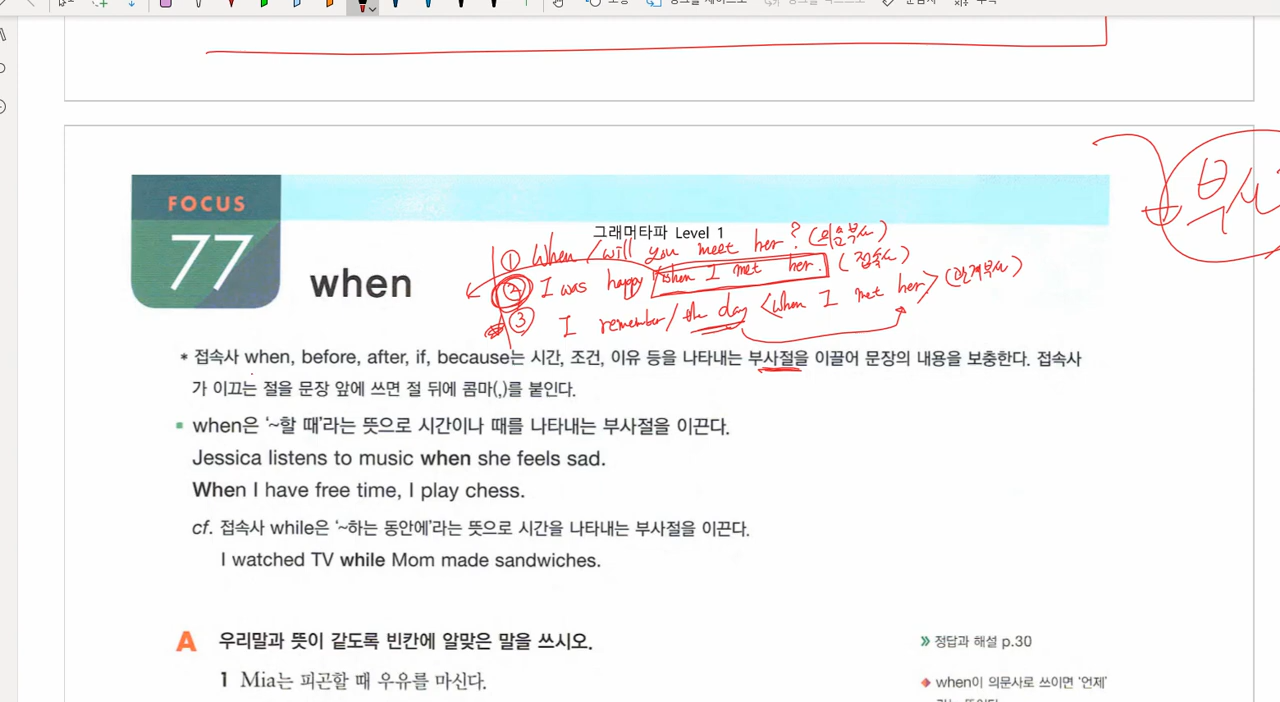 FOCUS
77
when
그래머타파 Level 1
① When / will you meet her? (의문부사)
② I was happy when I met her. (접속사)
③ I remember / the day <when I met her> (관계부사)
부사
* 접속사 when, before, after, if, because는 시간, 조건, 이유 등을 나타내는 부사절을 이끌어 문장의 내용을 보충한다. 접속사
가 이끄는 절을 문장 앞에 쓰면 절 뒤에 콤마(,)를 붙인다.
when은 ‘~할 때’라는 뜻으로 시간이나 때를 나타내는 부사절을 이끈다.
Jessica listens to music when she feels sad.
When I have free time, I play chess.
cf. 접속사 while은 ‘~하는 동안에’라는 뜻으로 시간을 나타내는 부사절을 이끈다.
I watched TV while Mom made sandwiches.
A 우리말과 뜻이 같도록 빈칸에 알맞은 말을 쓰시오.
정답과 해설 p.30
1 Mia는 피곤할 때 우유를 마신다.
when이 의문사로 쓰이면 ‘언제’